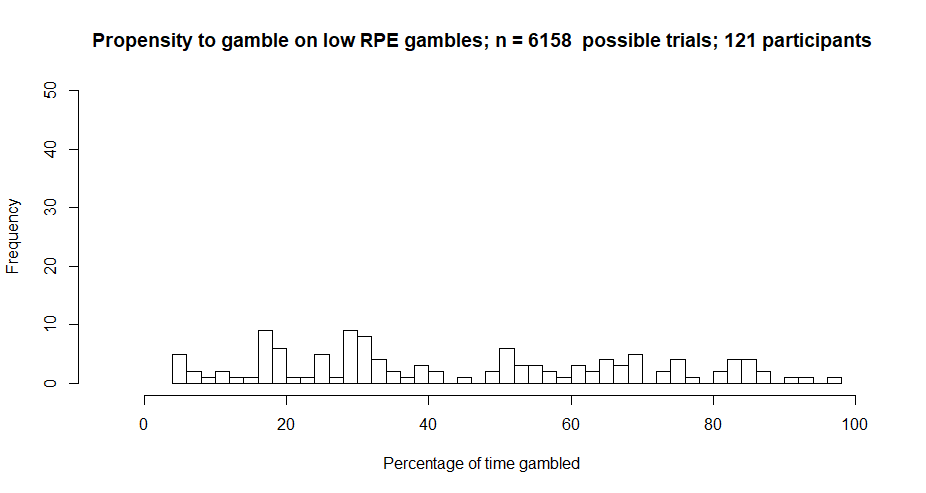 Propensity to gamble on low RPE gambles; n = 6158  possible trials; 121 participants
50
40
30
20
10
0
Frequency
0 20 40 60 80 100
Percentage of time gambled